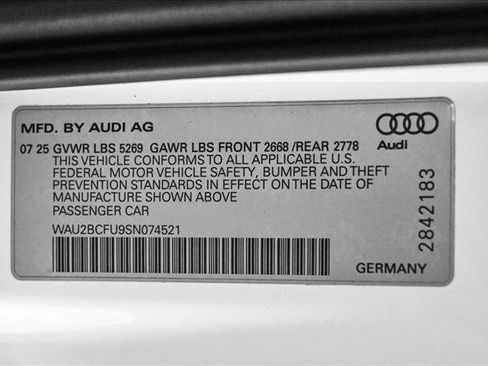 MFD. BY AUDI AG
Audi
07 25 GVWR LBS 5269 GAWR LBS FRONT 2668 /REAR 2778
THIS VEHICLE CONFORMS TO ALL APPLICABLE U.S.
FEDERAL MOTOR VEHICLE SAFETY, BUMPER AND THEFT
PREVENTION STANDARDS IN EFFECT ON THE DATE OF
MANUFACTURE SHOWN ABOVE
PASSENGER CAR
WAU2BCFU9SN074521
GERMANY
2842183